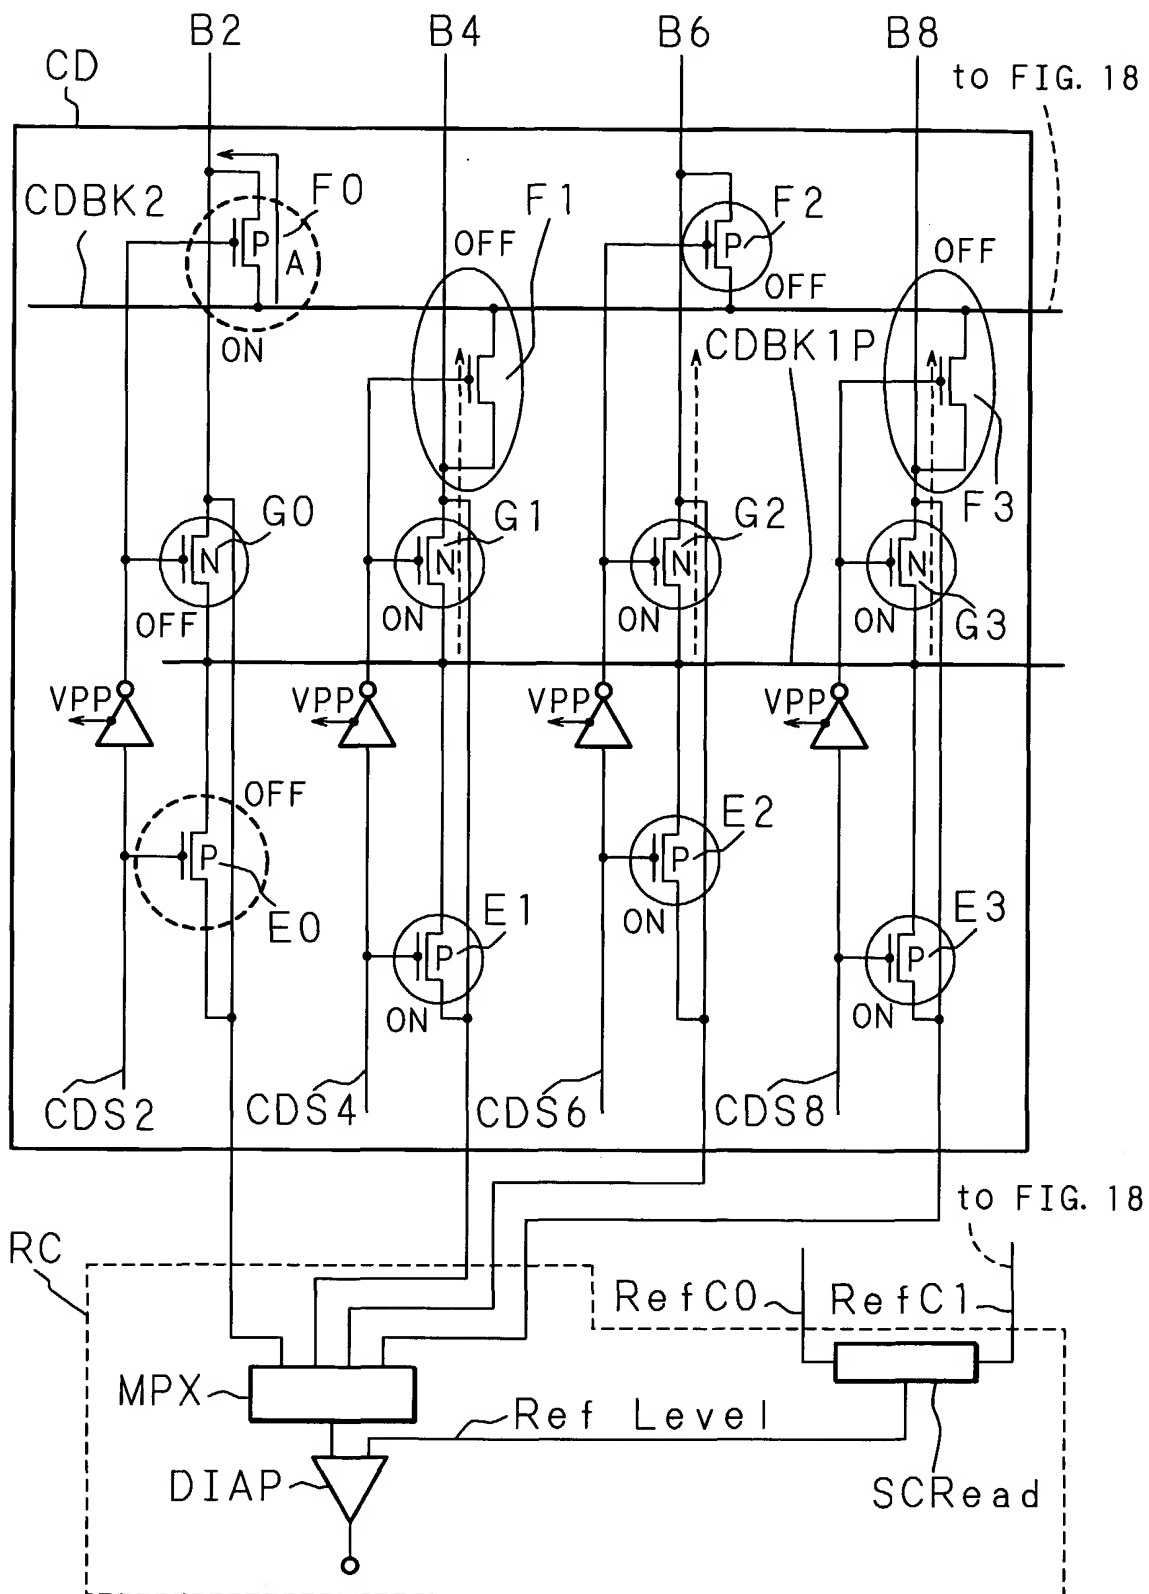 B2 B4 B6 B8
CD
to FIG. 18
CDBK2
F0
F1
F2
P
A
OFF
P
OFF
OFF
ON
CDBK1P
G0
G1
G2
F3
N
N
N
N
OFF
ON
ON
ON
G3
VPP
VPP
VPP
VPP
OFF
E2
P
P
E0
E1
ON
E3
P
P
ON
ON
CDS2
CDS4
CDS6
CDS8
to FIG. 18
RC
RefC0
RefC1
MPX
Ref Level
DIAP
SCRead